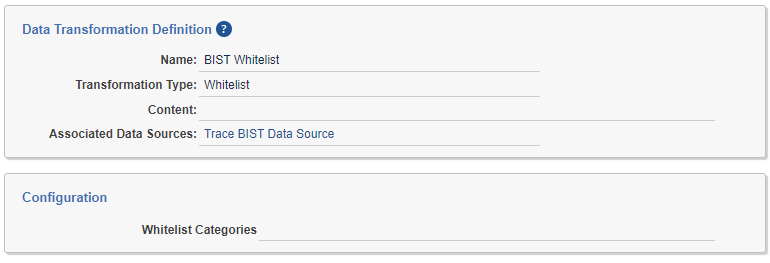 Data Transformation Definition ?
Name: BIST Whitelist
Transformation Type: Whitelist
Content:
Associated Data Sources: Trace BIST Data Source
Configuration
Whitelist Categories